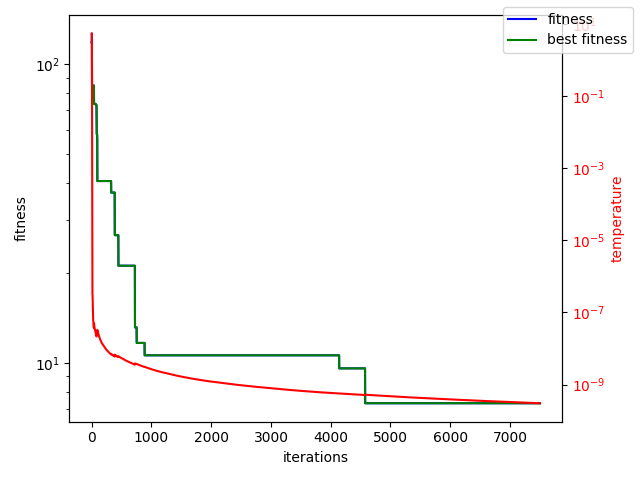 fitness
best fitness
10²
10¹
fitness
10¹
10⁻¹
10⁻³
10⁻⁵
10⁻⁷
10⁻⁹
temperature
0 1000 2000 3000 4000 5000 6000 7000
iterations